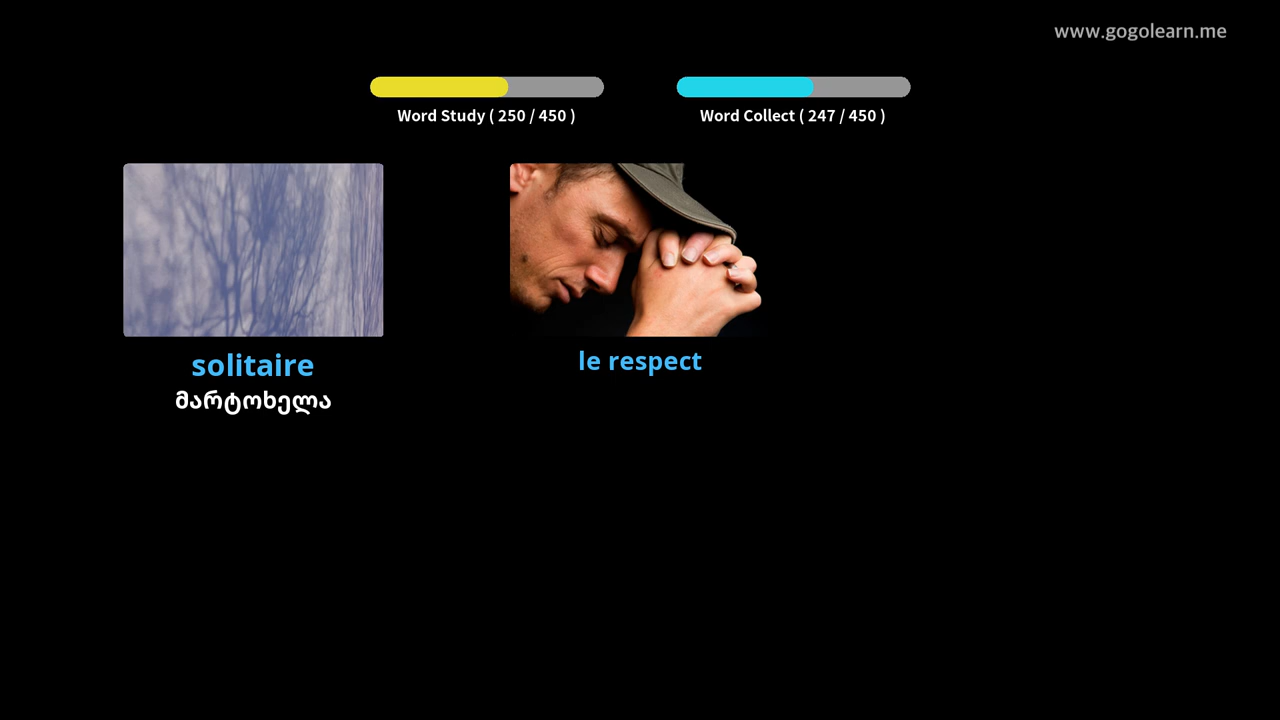 www.gogolearn.me
Word Study ( 250 / 450 )
Word Collect ( 247 / 450 )
solitaire
მარტოხელა
le respect